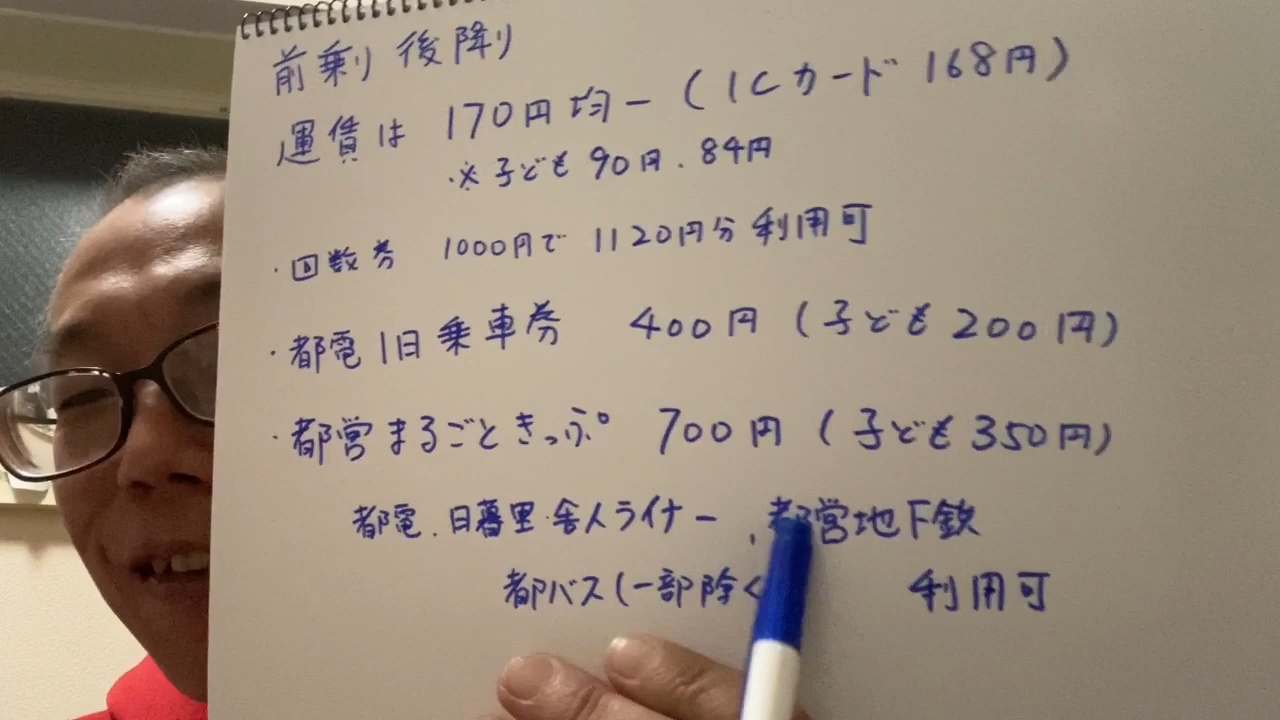 前乗り後降り
運賃は 170円均一 (ICカード 168円)
※子ども 90円.84円
・回数券 1000円で 1120円分 利用可
・都電1日乗車券 400円 (子ども 200円)
・都営まるごときっぷ 700円 (子ども 350円)
都電.日暮里・舎人ライナー、都営地下鉄
都バス(一部除く 利用可